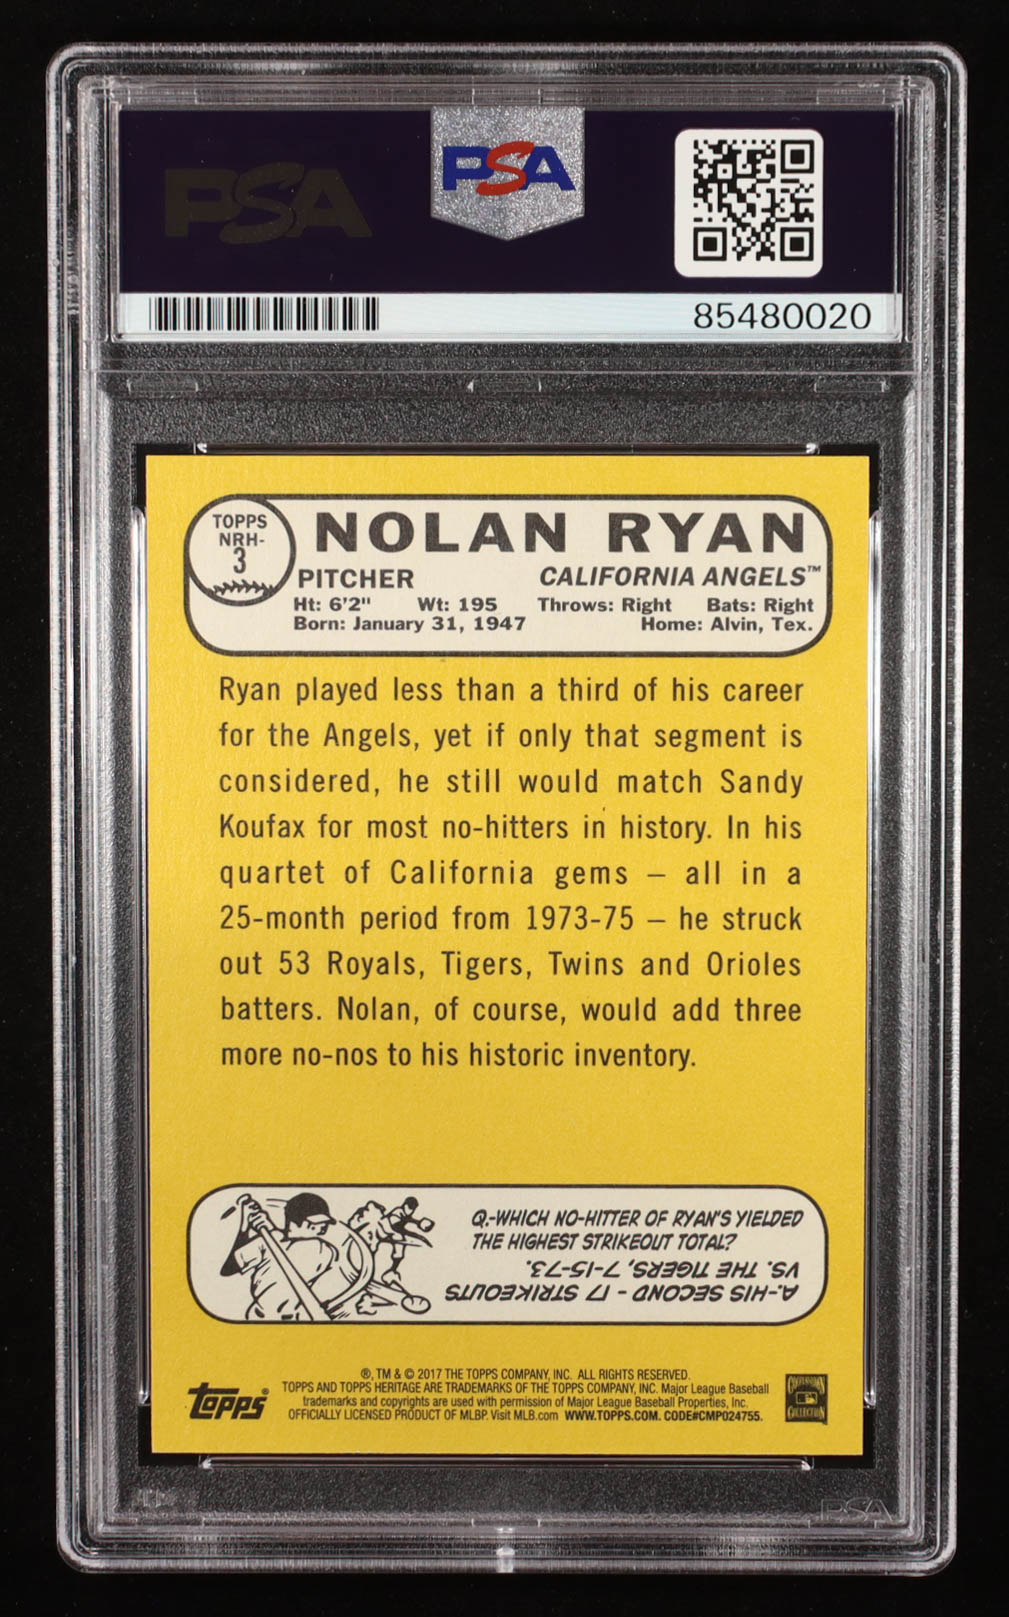 PSA
PSA
85480020
TOPPS
NRH-
3
NOLAN RYAN
PITCHER CALIFORNIA ANGELS™
Ht: 6'2" Wt: 195 Throws: Right Bats: Right
Born: January 31, 1947 Home: Alvin, Tex.
Ryan played less than a third of his career
for the Angels, yet if only that segment is
considered, he still would match Sandy
Koufax for most no-hitters in history. In his
quartet of California gems – all in a
25-month period from 1973-75 – he struck
out 53 Royals, Tigers, Twins and Orioles
batters. Nolan, of course, would add three
more no-nos to his historic inventory.
Q.-WHICH NO-HITTER OF RYAN'S YIELDED
THE HIGHEST STRIKEOUT TOTAL?
A.-HIS SECOND - 17 STRIKEOUTS
VS. THE TIGERS, 7-15-73.
®, TM & © 2017 THE TOPPS COMPANY, INC. ALL RIGHTS RESERVED.
TOPPS AND TOPPS HERITAGE ARE TRADEMARKS OF THE TOPPS COMPANY, INC. Major League Baseball
trademarks and copyrights are used with permission of Major League Baseball Properties, Inc.
OFFICIALLY LICENSED PRODUCT OF MLBP. Visit MLB.com WWW.TOPPS.COM. CODE#CMP024755.
Topps®
COOPERSTOWN
COLLECTION
PSA